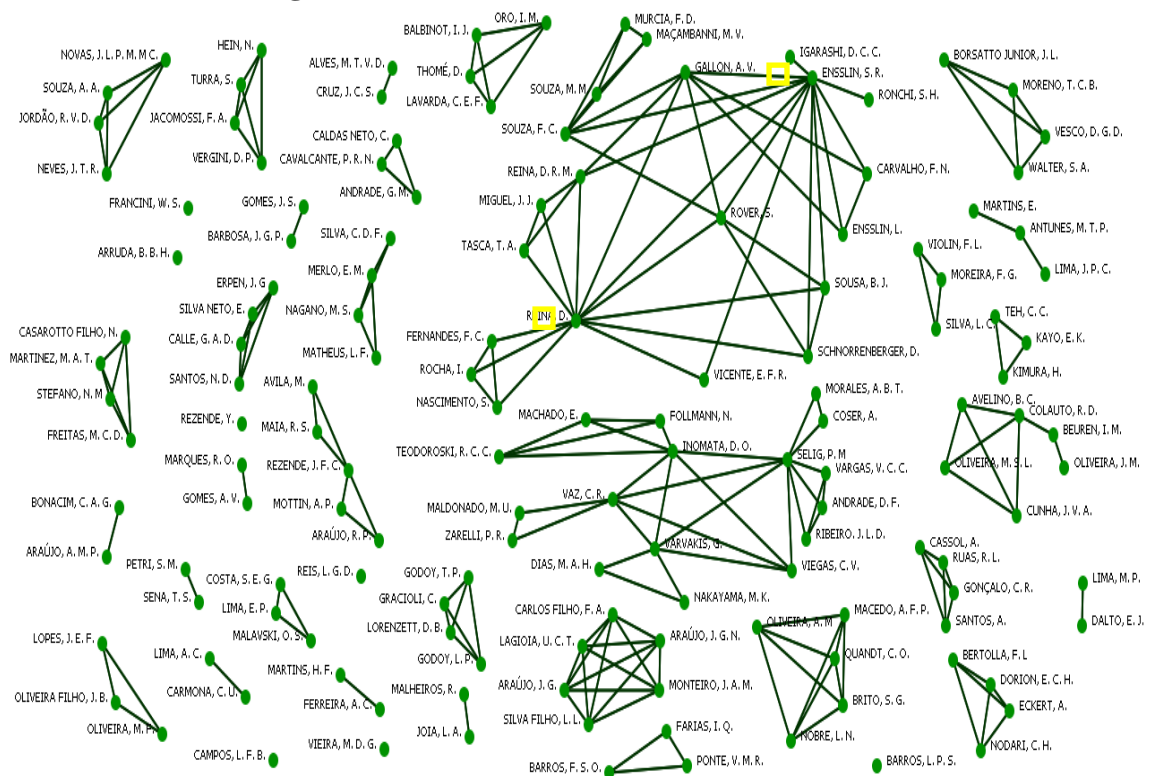 ORO, I. M.
BALBINOT, I. J.
THOMÉ, D.
LAVARDA, C. E. F.
MURCIA, F. D.
MAÇAMBANNI, M. V.
SOUZA, M. M
SOUZA, F. C.
GALLON, A. V.
IGARASHI, D. C. C.
ENSSLIN, S. R.
RONCHI, S. H.
BORSATTO JUNIOR, J. L.
MORENO, T. C. B.
VESCO, D. G. D.
WALTER, S. A.
NOVAS, J. L. P. M. M C.
SOUZA, A. A.
JORDÃO, R. V. D.
NEVES, J. T. R.
HEIN, N.
TURRA, S.
JACOMOSSI, F. A.
VERGINI, D. P.
ALVES, M. T. V. D.
CRUZ, J. C. S.
CALDAS NETO, C.
CAVALCANTE, P. R. N.
ANDRADE, G. M.
REINA, D. R. M.
MIGUEL, J. J.
TASCA, T. A.
ROVER, S.
CARVALHO, F. N.
ENSSLIN, L.
SOUSA, B. J.
SCHNORRENBERGER, D.
VICENTE, E. F. R.
FRANCINI, W. S.
GOMES, J. S.
BARBOSA, J. G. P.
ARRUDA, B. B. H.
SILVA, C. D. F.
MERLO, E. M.
NAGANO, M. S.
MATHEUS, L. F.
MARTINS, E.
ANTUNES, M. T. P.
LIMA, J. P. C.
VIOLIN, F. L.
MOREIRA, F. G.
SILVA, L. C.
TEH, C. C.
KAYO, E. K.
KIMURA, H.
ERPEN, J. G
SILVA NETO, E.
CALLE, G. A. D.
SANTOS, N. D.
CASAROTTO FILHO, N.
MARTINEZ, M. A. T.
STEFANO, N. M
FREITAS, M. C. D.
REINA, D.
FERNANDES, F. C.
ROCHA, I.
NASCIMENTO, S.
AVILA, M.
MAIA, R. S.
REZENDE, J. F. C.
MOTTIN, A. P.
ARAÚJO, R. P.
REZENDE, Y.
MARQUES, R. O.
GOMES, A. V.
MACHADO, E.
FOLLMANN, N.
TEODOROSKI, R. C. C.
INOMATA, D. O.
MORALES, A. B. T.
COSER, A.
SELIG, P. M
VARGAS, V. C. C.
ANDRADE, D. F.
RIBEIRO, J. L. D.
VAZ, C. R.
MALDONADO, M. U.
ZARELLI, P. R.
VARVAKIS, G.
VIEGAS, C. V.
DIAS, M. A. H.
NAKAYAMA, M. K.
AVELINO, B. C.
COLAUTO, R. D.
BEUREN, I. M.
OLIVEIRA, M. S. L.
OLIVEIRA, J. M.
CUNHA, J. V. A.
BONACIM, C. A. G.
ARAÚJO, A. M. P.
PETRI, S. M.
SENA, T. S.
COSTA, S. E. G.
LIMA, E. P.
MALAVSKI, O. S.
REIS, L. G. D.
GODOY, T. P.
GRACIOLI, C.
LORENZETT, D. B.
GODOY, L. P.
CASSOL, A.
RUAS, R. L.
GONÇALO, C. R.
SANTOS, A.
LIMA, M. P.
DALTO, E. J.
CARLOS FILHO, F. A.
LAGIOIA, U. C. T.
ARAÚJO, J. G. N.
ARAÚJO, J. G.
MONTEIRO, J. A. M.
SILVA FILHO, L. L.
OLIVEIRA, A. M
MACEDO, A. F. P.
QUANDT, C. O.
BRITO, S. G.
NOBRE, L. N.
LOPES, J. E. F.
OLIVEIRA FILHO, J. B.
OLIVEIRA, M. P.
LIMA, A. C.
CARMONA, C. U.
MARTINS, H. F.
FERREIRA, A. C.
MALHEIROS, R.
JOIA, L. A.
BERTOLLA, F. L
DORION, E. C. H.
ECKERT, A.
NODARI, C. H.
CAMPOS, L. F. B.
VIEIRA, M. D. G.
FARIAS, I. Q.
BARROS, F. S. O.
PONTE, V. M. R.
BARROS, L. P. S.